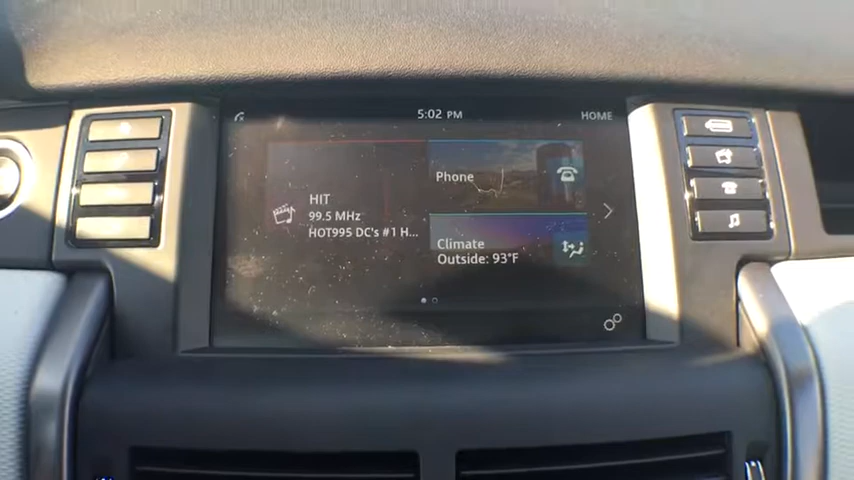 5:02 PM
HOME
HIT
99.5 MHz
HOT995 DC's #1 H...
Phone
Climate
Outside: 93°F